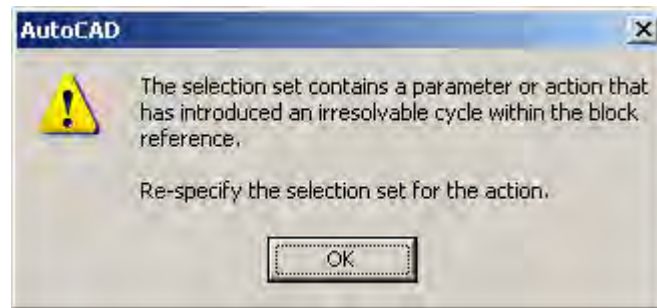 AutoCAD
The selection set contains a parameter or action that
has introduced an irresolvable cycle within the block
reference.
Re-specify the selection set for the action.
OK